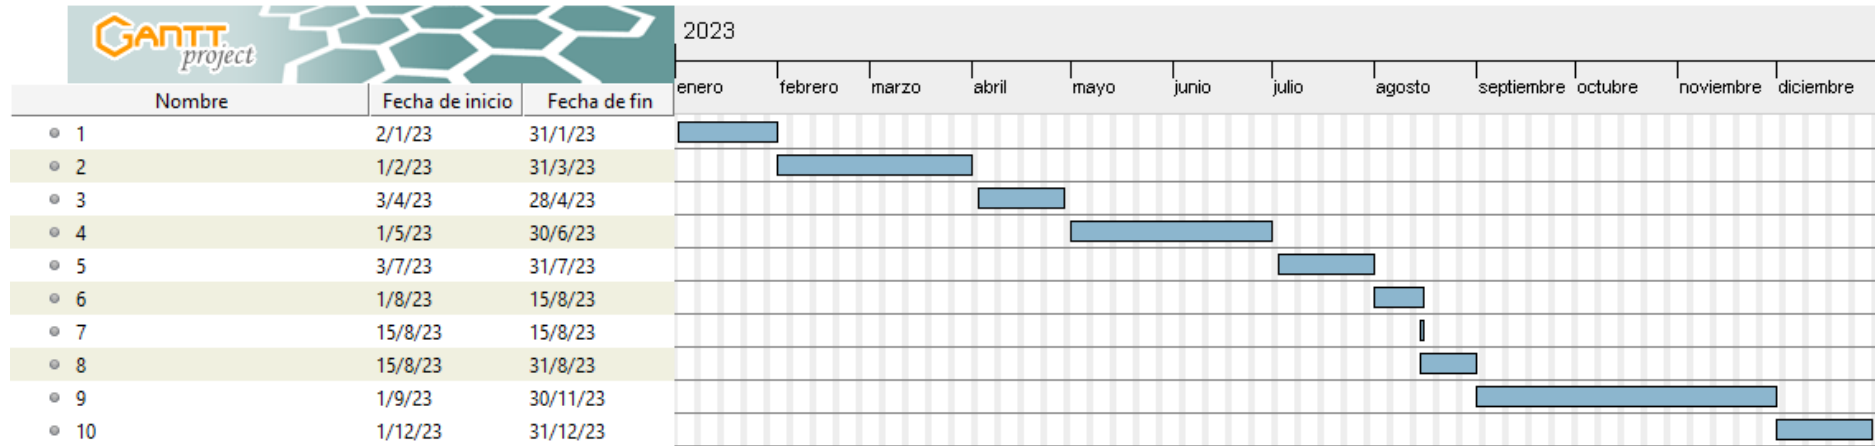 GANTT
project
2023
enero febrero marzo abril mayo junio julio agosto septiembre octubre noviembre diciembre
Nombre Fecha de inicio Fecha de fin
1 2/1/23 31/1/23
2 1/2/23 31/3/23
3 3/4/23 28/4/23
4 1/5/23 30/6/23
5 3/7/23 31/7/23
6 1/8/23 15/8/23
7 15/8/23 15/8/23
8 15/8/23 31/8/23
9 1/9/23 30/11/23
10 1/12/23 31/12/23